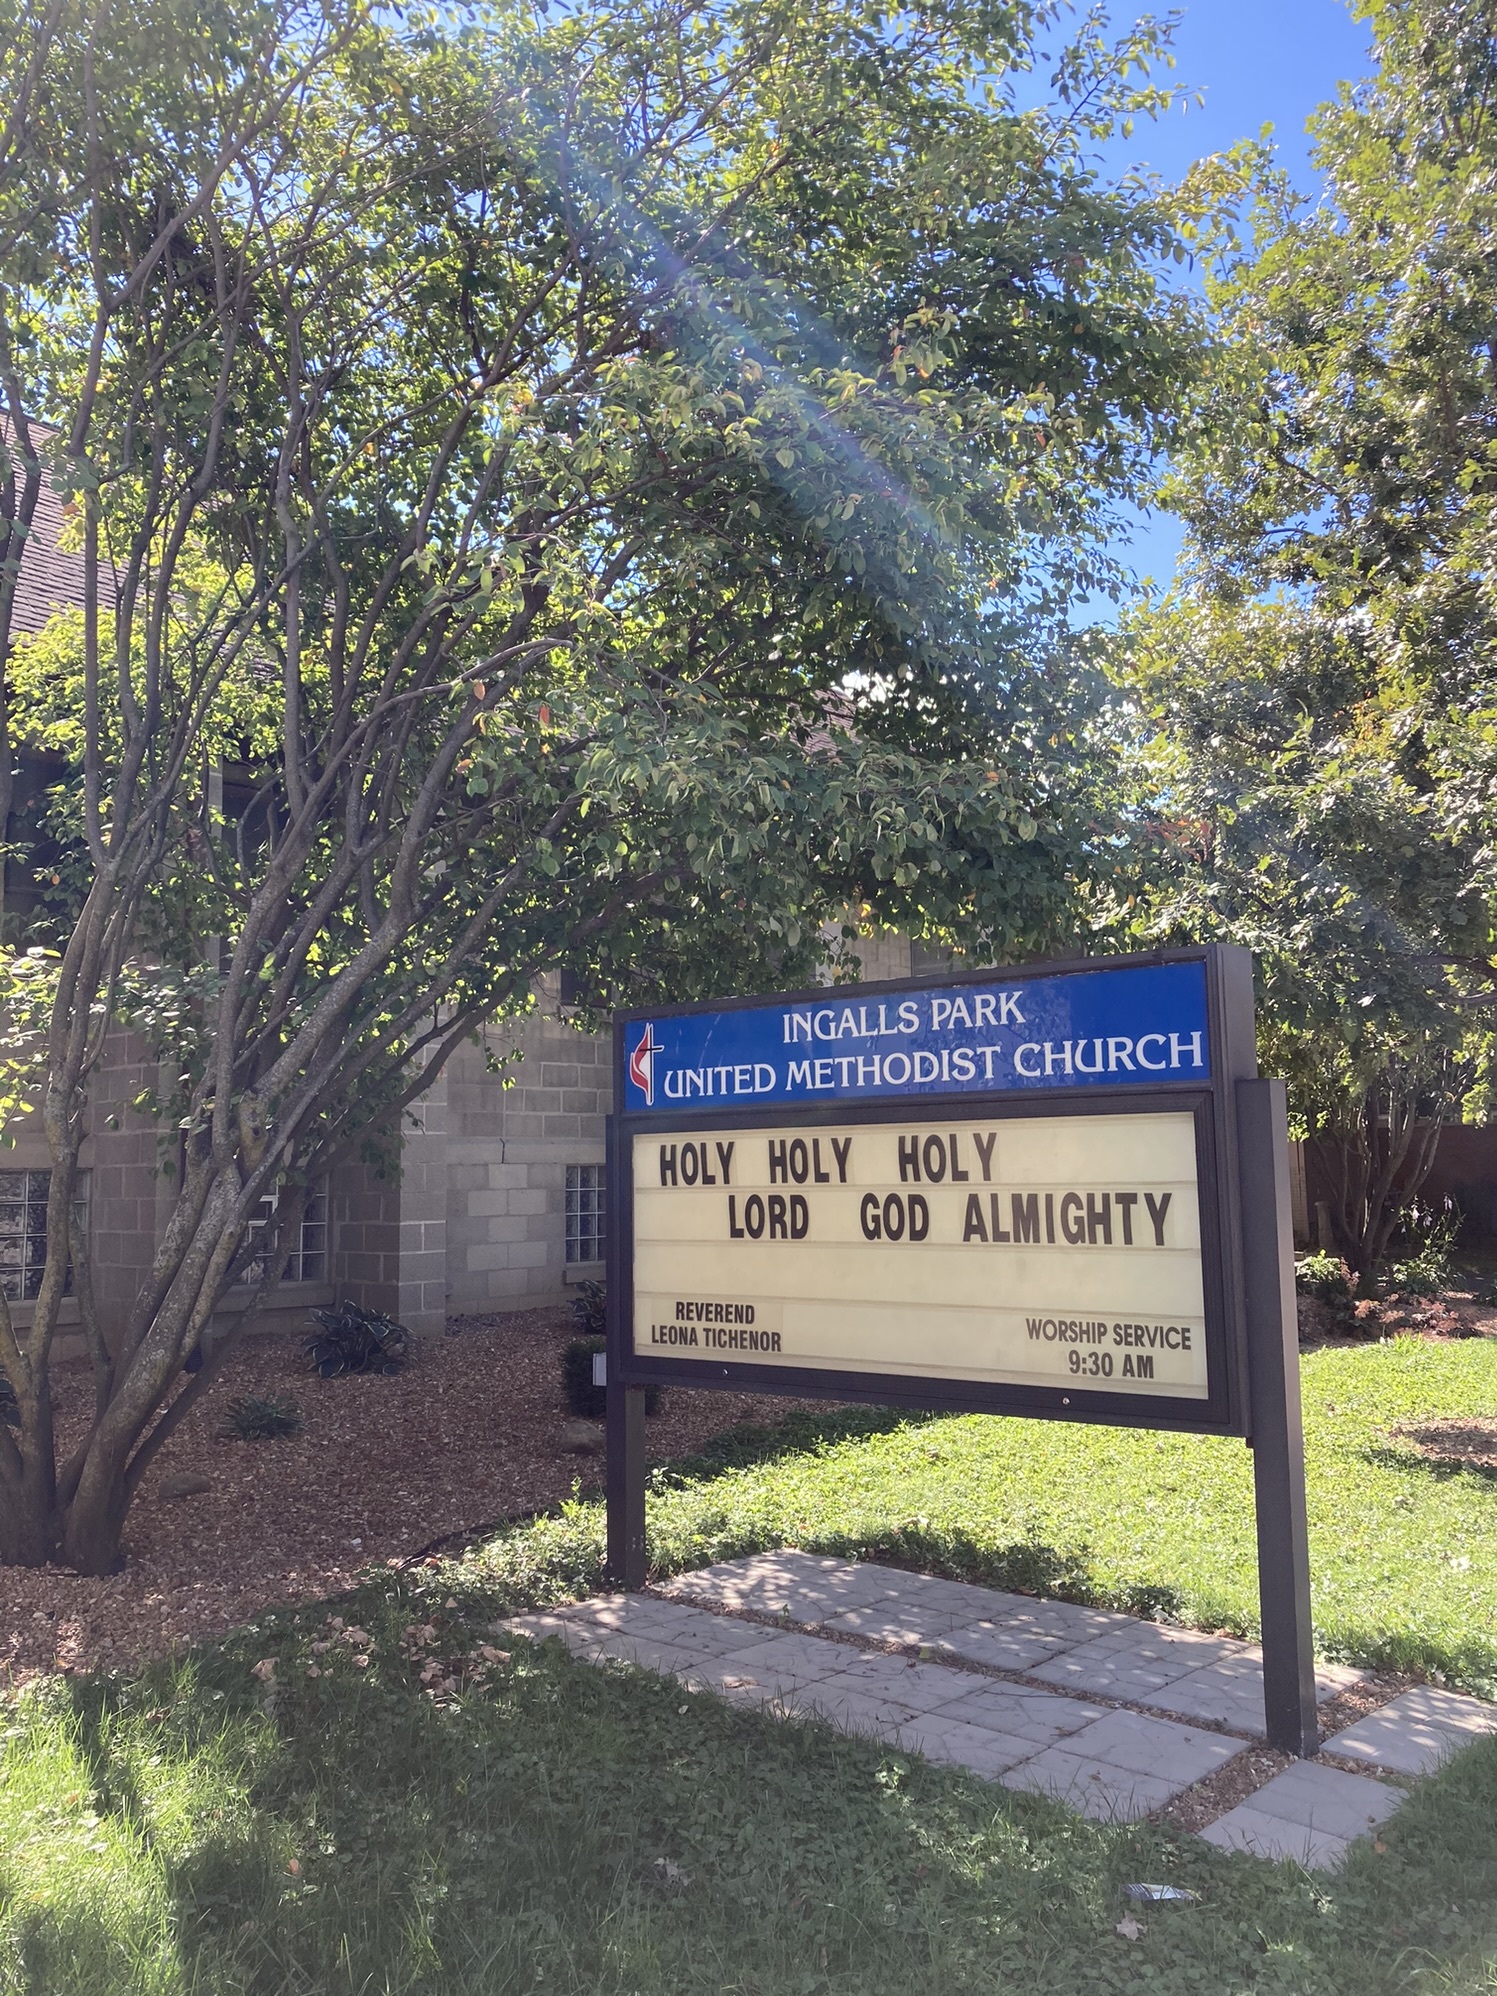 INGALLS PARK
UNITED METHODIST CHURCH
HOLY HOLY HOLY
LORD GOD ALMIGHTY
REVEREND
LEONA TICHENOR
WORSHIP SERVICE
9:30 AM